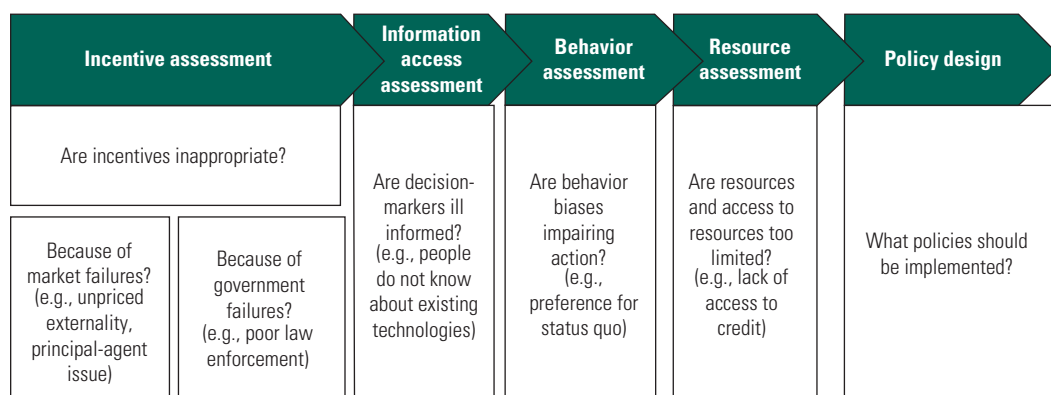 Incentive assessment
Information
access
assessment
Behavior
assessment
Resource
assessment
Policy design
Are incentives inappropriate?
Because of
market failures?
(e.g., unpriced
externality,
principal-agent
issue)
Because of
government
failures?
(e.g., poor law
enforcement)
Are decision-
markers ill
informed?
(e.g., people
do not know
about existing
technologies)
Are behavior
biases
impairing
action?
(e.g.,
preference for
status quo)
Are resources
and access to
resources too
limited?
(e.g., lack of
access to
credit)
What policies should
be implemented?